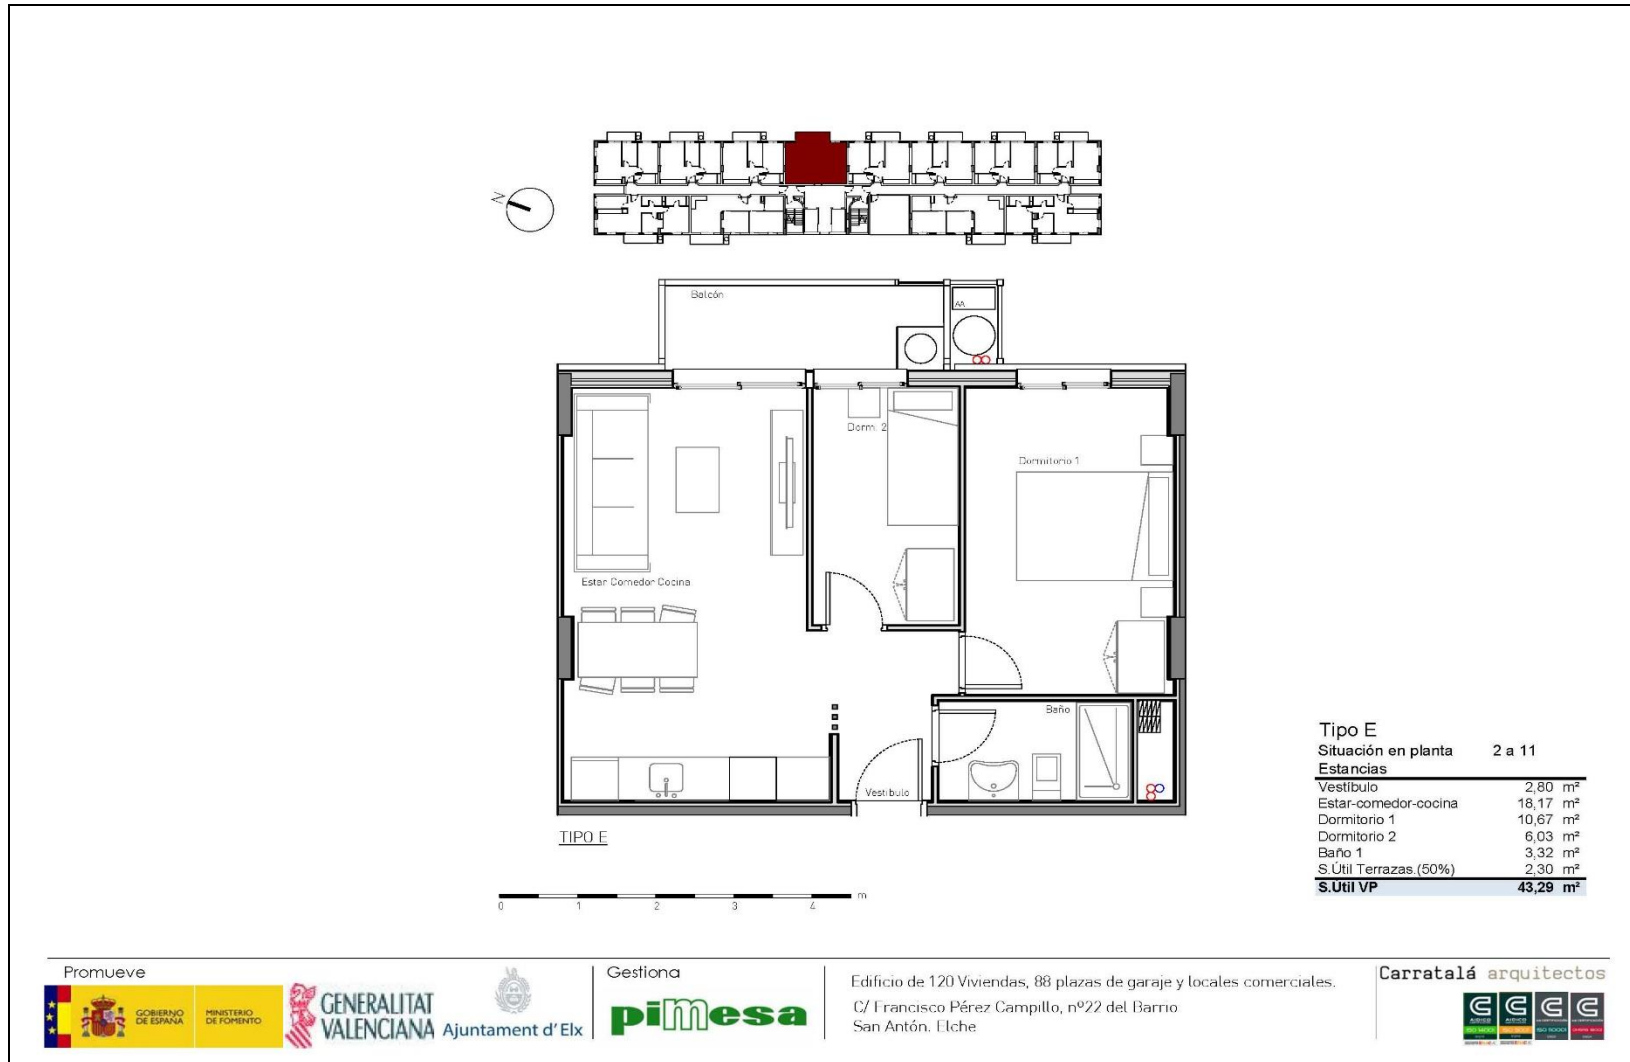 N
Balcón
AA
Dorm. 2
Dormitorio 1
Estar Comedor Cocina
Baño
Vestíbulo
TIPO E
0 1 2 3 4 m
Tipo E
Situación en planta 2 a 11
Estancias
Vestíbulo 2,80 m²
Estar-comedor-cocina 18,17 m²
Dormitorio 1 10,67 m²
Dormitorio 2 6,03 m²
Baño 1 3,32 m²
S.Útil Terrazas.(50%) 2,30 m²
S.Útil VP 43,29 m²
Promueve
GOBIERNO DE ESPAÑA
MINISTERIO DE FOMENTO
GENERALITAT VALENCIANA
Ajuntament d'Elx
Gestiona
pimesa
Edificio de 120 Viviendas, 88 plazas de garaje y locales comerciales.
C/ Francisco Pérez Campillo, nº22 del Barrio
San Antón. Elche
Carratalá arquitectos